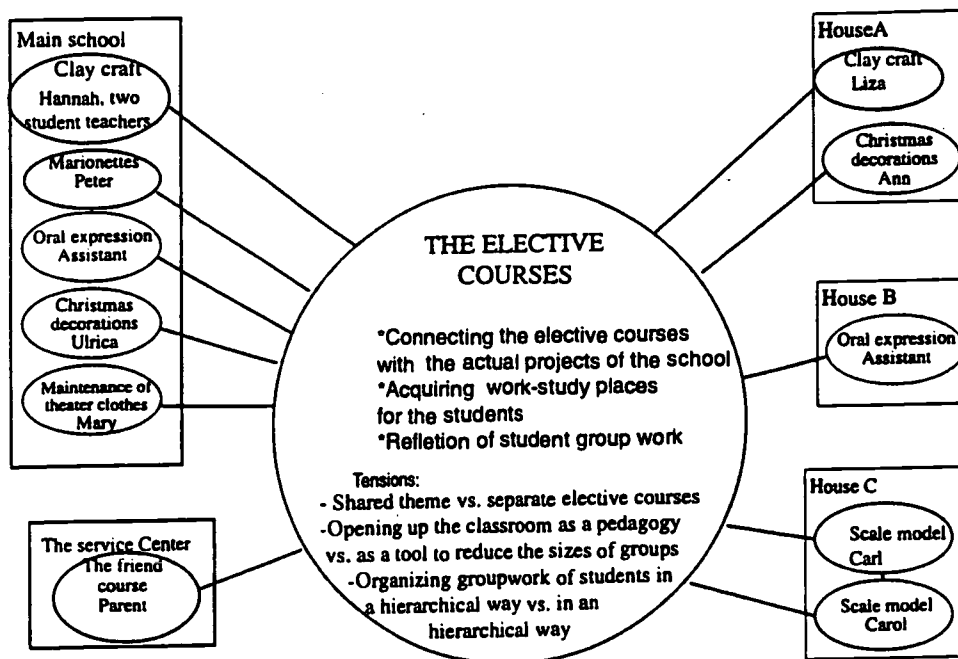 Main school
Clay craft
Hannah, two
student teachers
Marionettes
Peter
Oral expression
Assistant
Christmas
decorations
Ulrica
Maintenance of
theater clothes
Mary
The service Center
The friend
course
Parent
THE ELECTIVE
COURSES
*Connecting the elective courses
with the actual projects of the school
*Acquiring work-study places
for the students
*Refletion of student group work
Tensions:
- Shared theme vs. separate elective courses
-Opening up the classroom as a pedagogy
vs. as a tool to reduce the sizes of groups
-Organizing groupwork of students in
a hierarchical way vs. in an
hierarchical way
HouseA
Clay craft
Liza
Christmas
decorations
Ann
House B
Oral expression
Assistant
House C
Scale model
Carl
Scale model
Carol